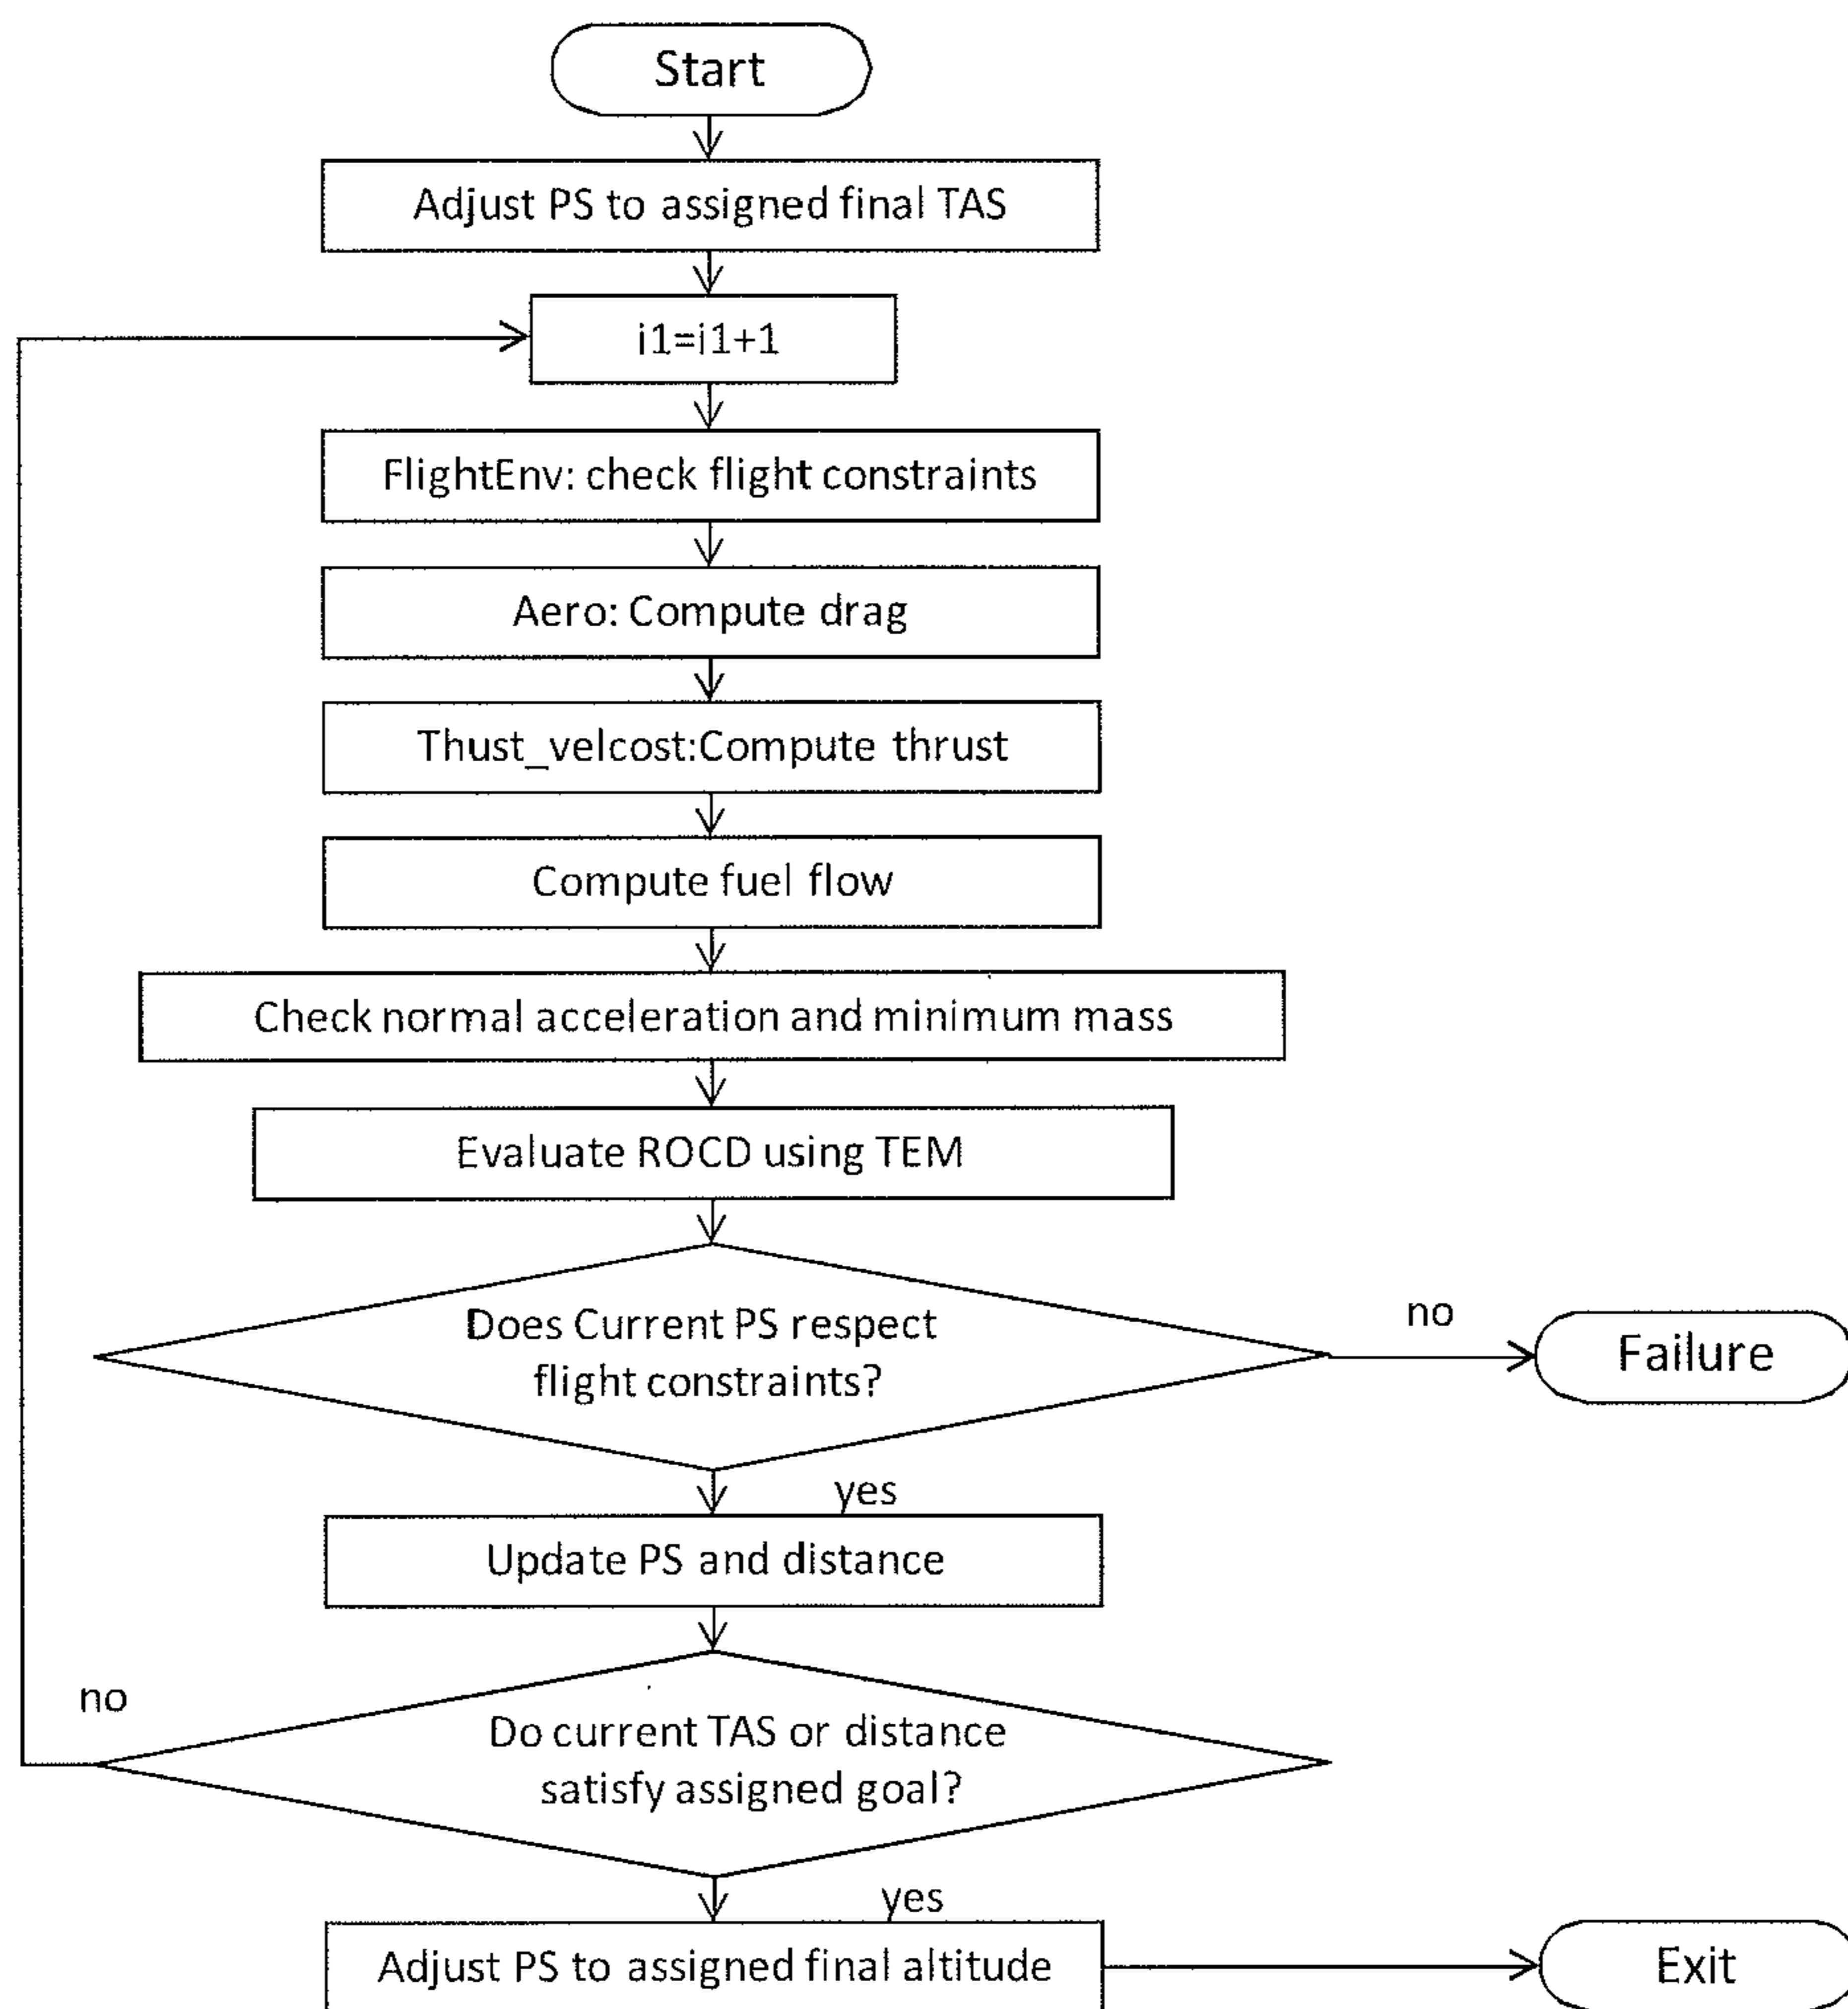 Start
Adjust PS to assigned final TAS
i1=i1+1
FlightEnv: check flight constraints
Aero: Compute drag
Thust_velcost:Compute thrust
Compute fuel flow
Check normal acceleration and minimum mass
Evaluate ROCD using TEM
Does Current PS respect
flight constraints?
no
Failure
yes
Update PS and distance
no
Do current TAS or distance
satisfy assigned goal?
yes
Adjust PS to assigned final altitude
Exit